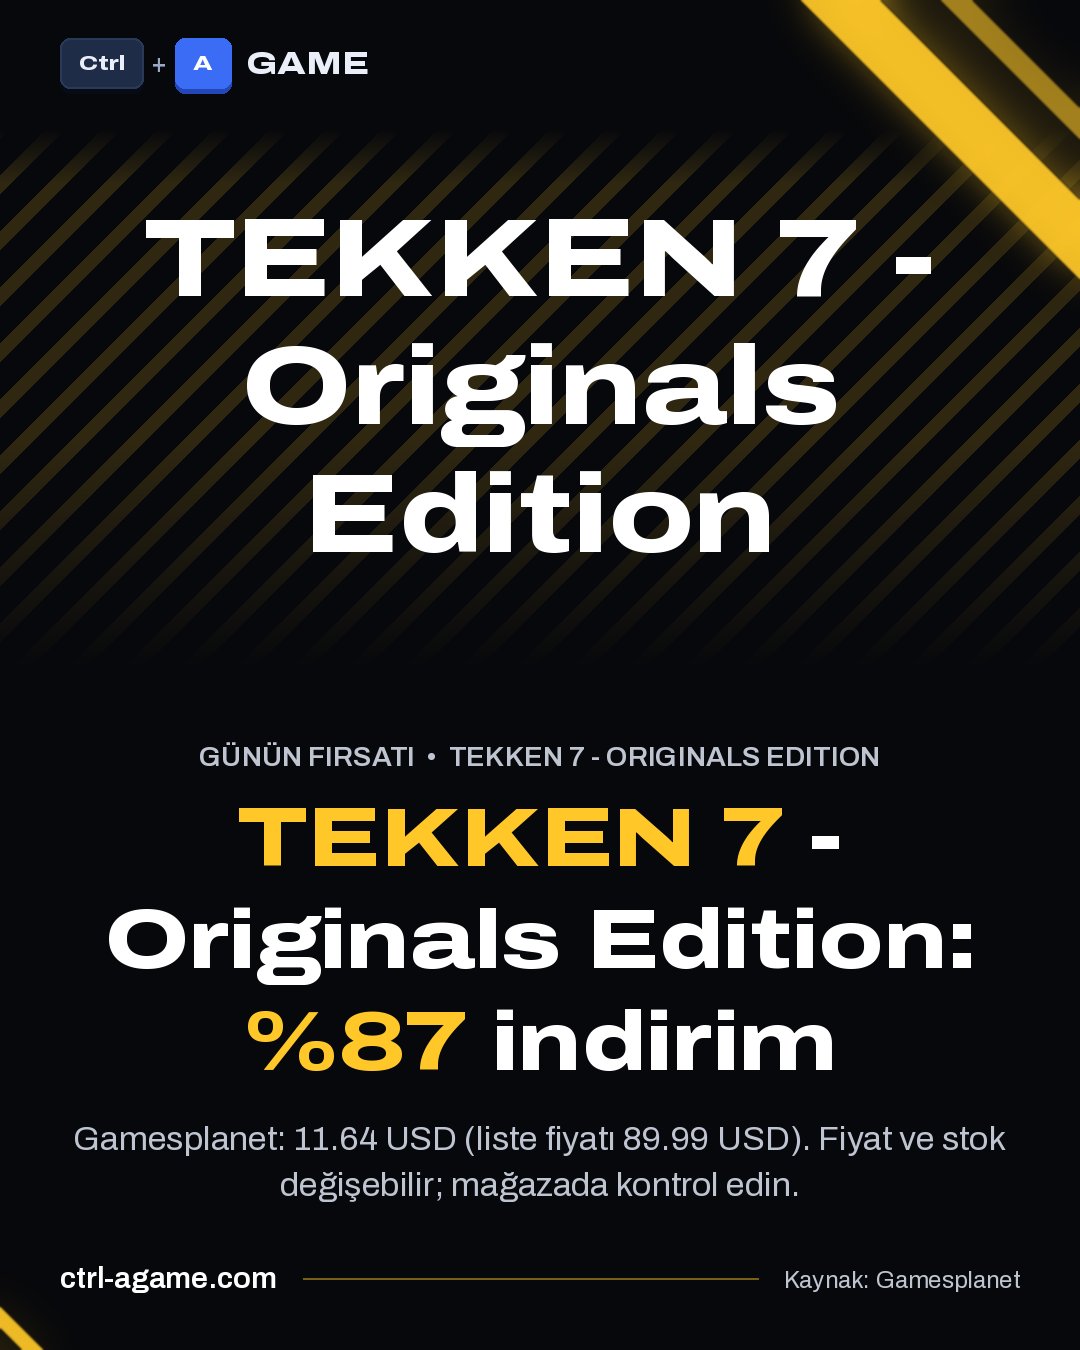 Ctrl + A GAME
TEKKEN 7 -
Originals
Edition
GÜNÜN FIRSATI • TEKKEN 7 - ORIGINALS EDITION
TEKKEN 7 -
Originals Edition:
%87 indirim
Gamesplanet: 11.64 USD (liste fiyatı 89.99 USD). Fiyat ve stok
değişebilir; mağazada kontrol edin.
ctrl-agame.com
Kaynak: Gamesplanet